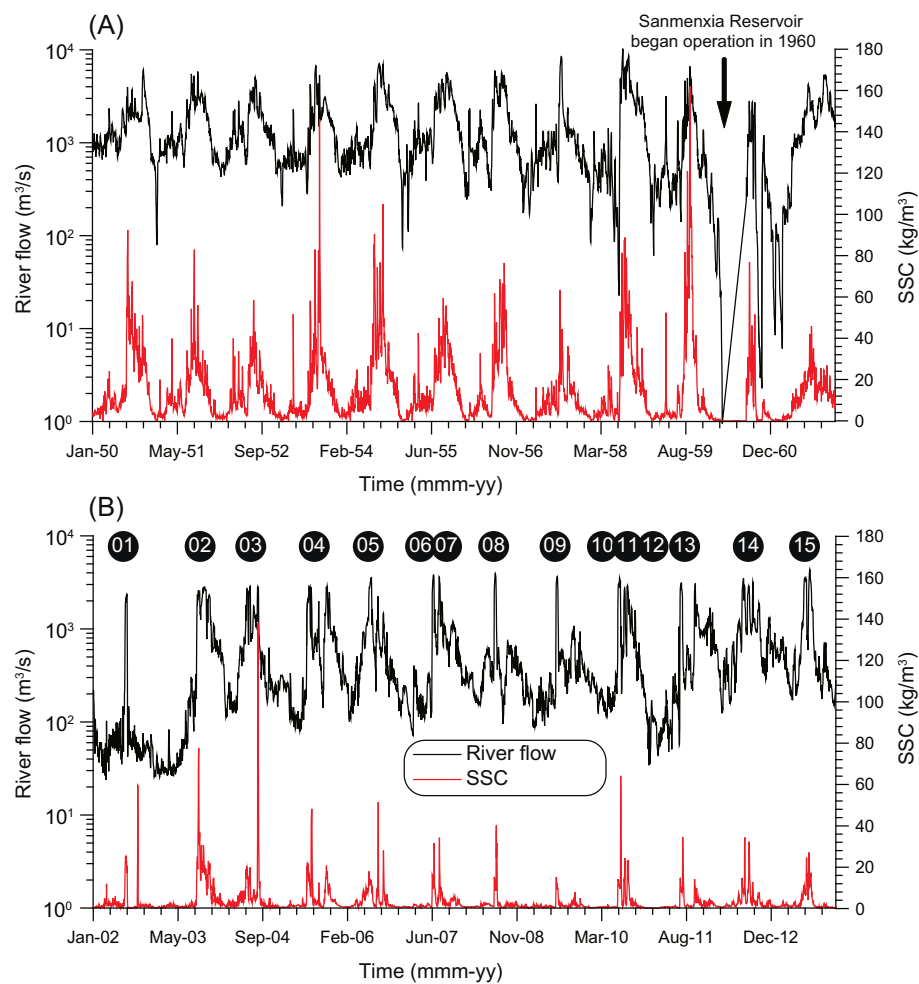 (A)
Sanmenxia Reservoir
began operation in 1960
10⁴
10³
10²
10¹
10⁰
River flow (m³/s)
180
160
140
120
100
80
60
40
20
0
SSC (kg/m³)
Jan-50 May-51 Sep-52 Feb-54 Jun-55 Nov-56 Mar-58 Aug-59 Dec-60
Time (mmm-yy)
(B)
01 02 03 04 05 06 07 08 09 10 11 12 13 14 15
10⁴
10³
10²
10¹
10⁰
River flow (m³/s)
180
160
140
120
100
80
60
40
20
0
SSC (kg/m³)
River flow
SSC
Jan-02 May-03 Sep-04 Feb-06 Jun-07 Nov-08 Mar-10 Aug-11 Dec-12
Time (mmm-yy)